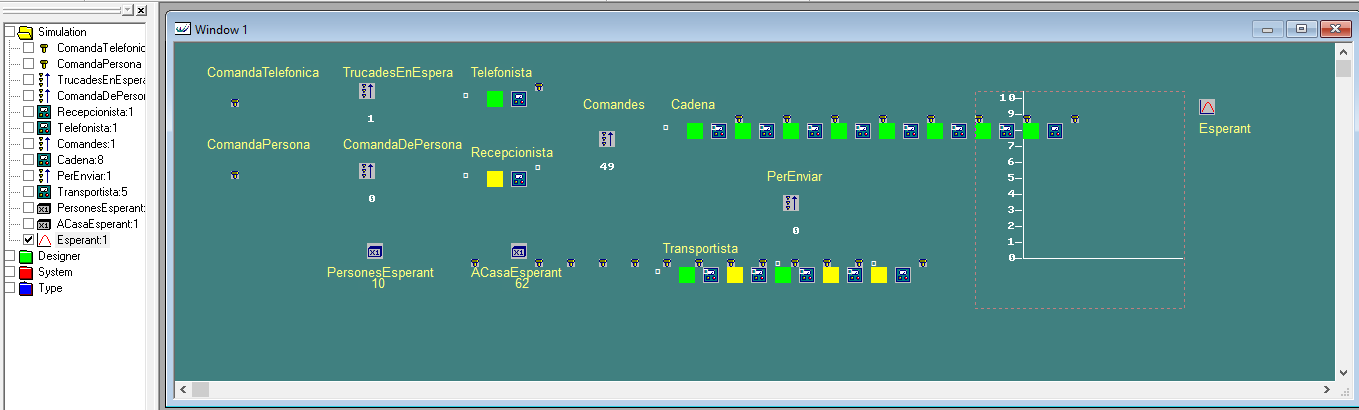 Simulation
ComandaTelefonic
ComandaPersona
TrucadesEnEspera
ComandaDePerson
Recepcionista:1
Telefonista:1
Comandes:1
Cadena:8
PerEnviar:1
Transportista:5
PersonesEsperant:
ACasaEsperant:1
Esperant:1
Designer
System
Type
Window 1
ComandaTelefonica
TrucadesEnEspera
Telefonista
1
Comandes
49
Cadena
ComandaPersona
ComandaDePersona
Recepcionista
0
PerEnviar
0
PersonesEsperant
10
ACasaEsperant
62
Transportista
10
9
8
7
6
5
4
3
2
1
0
Esperant